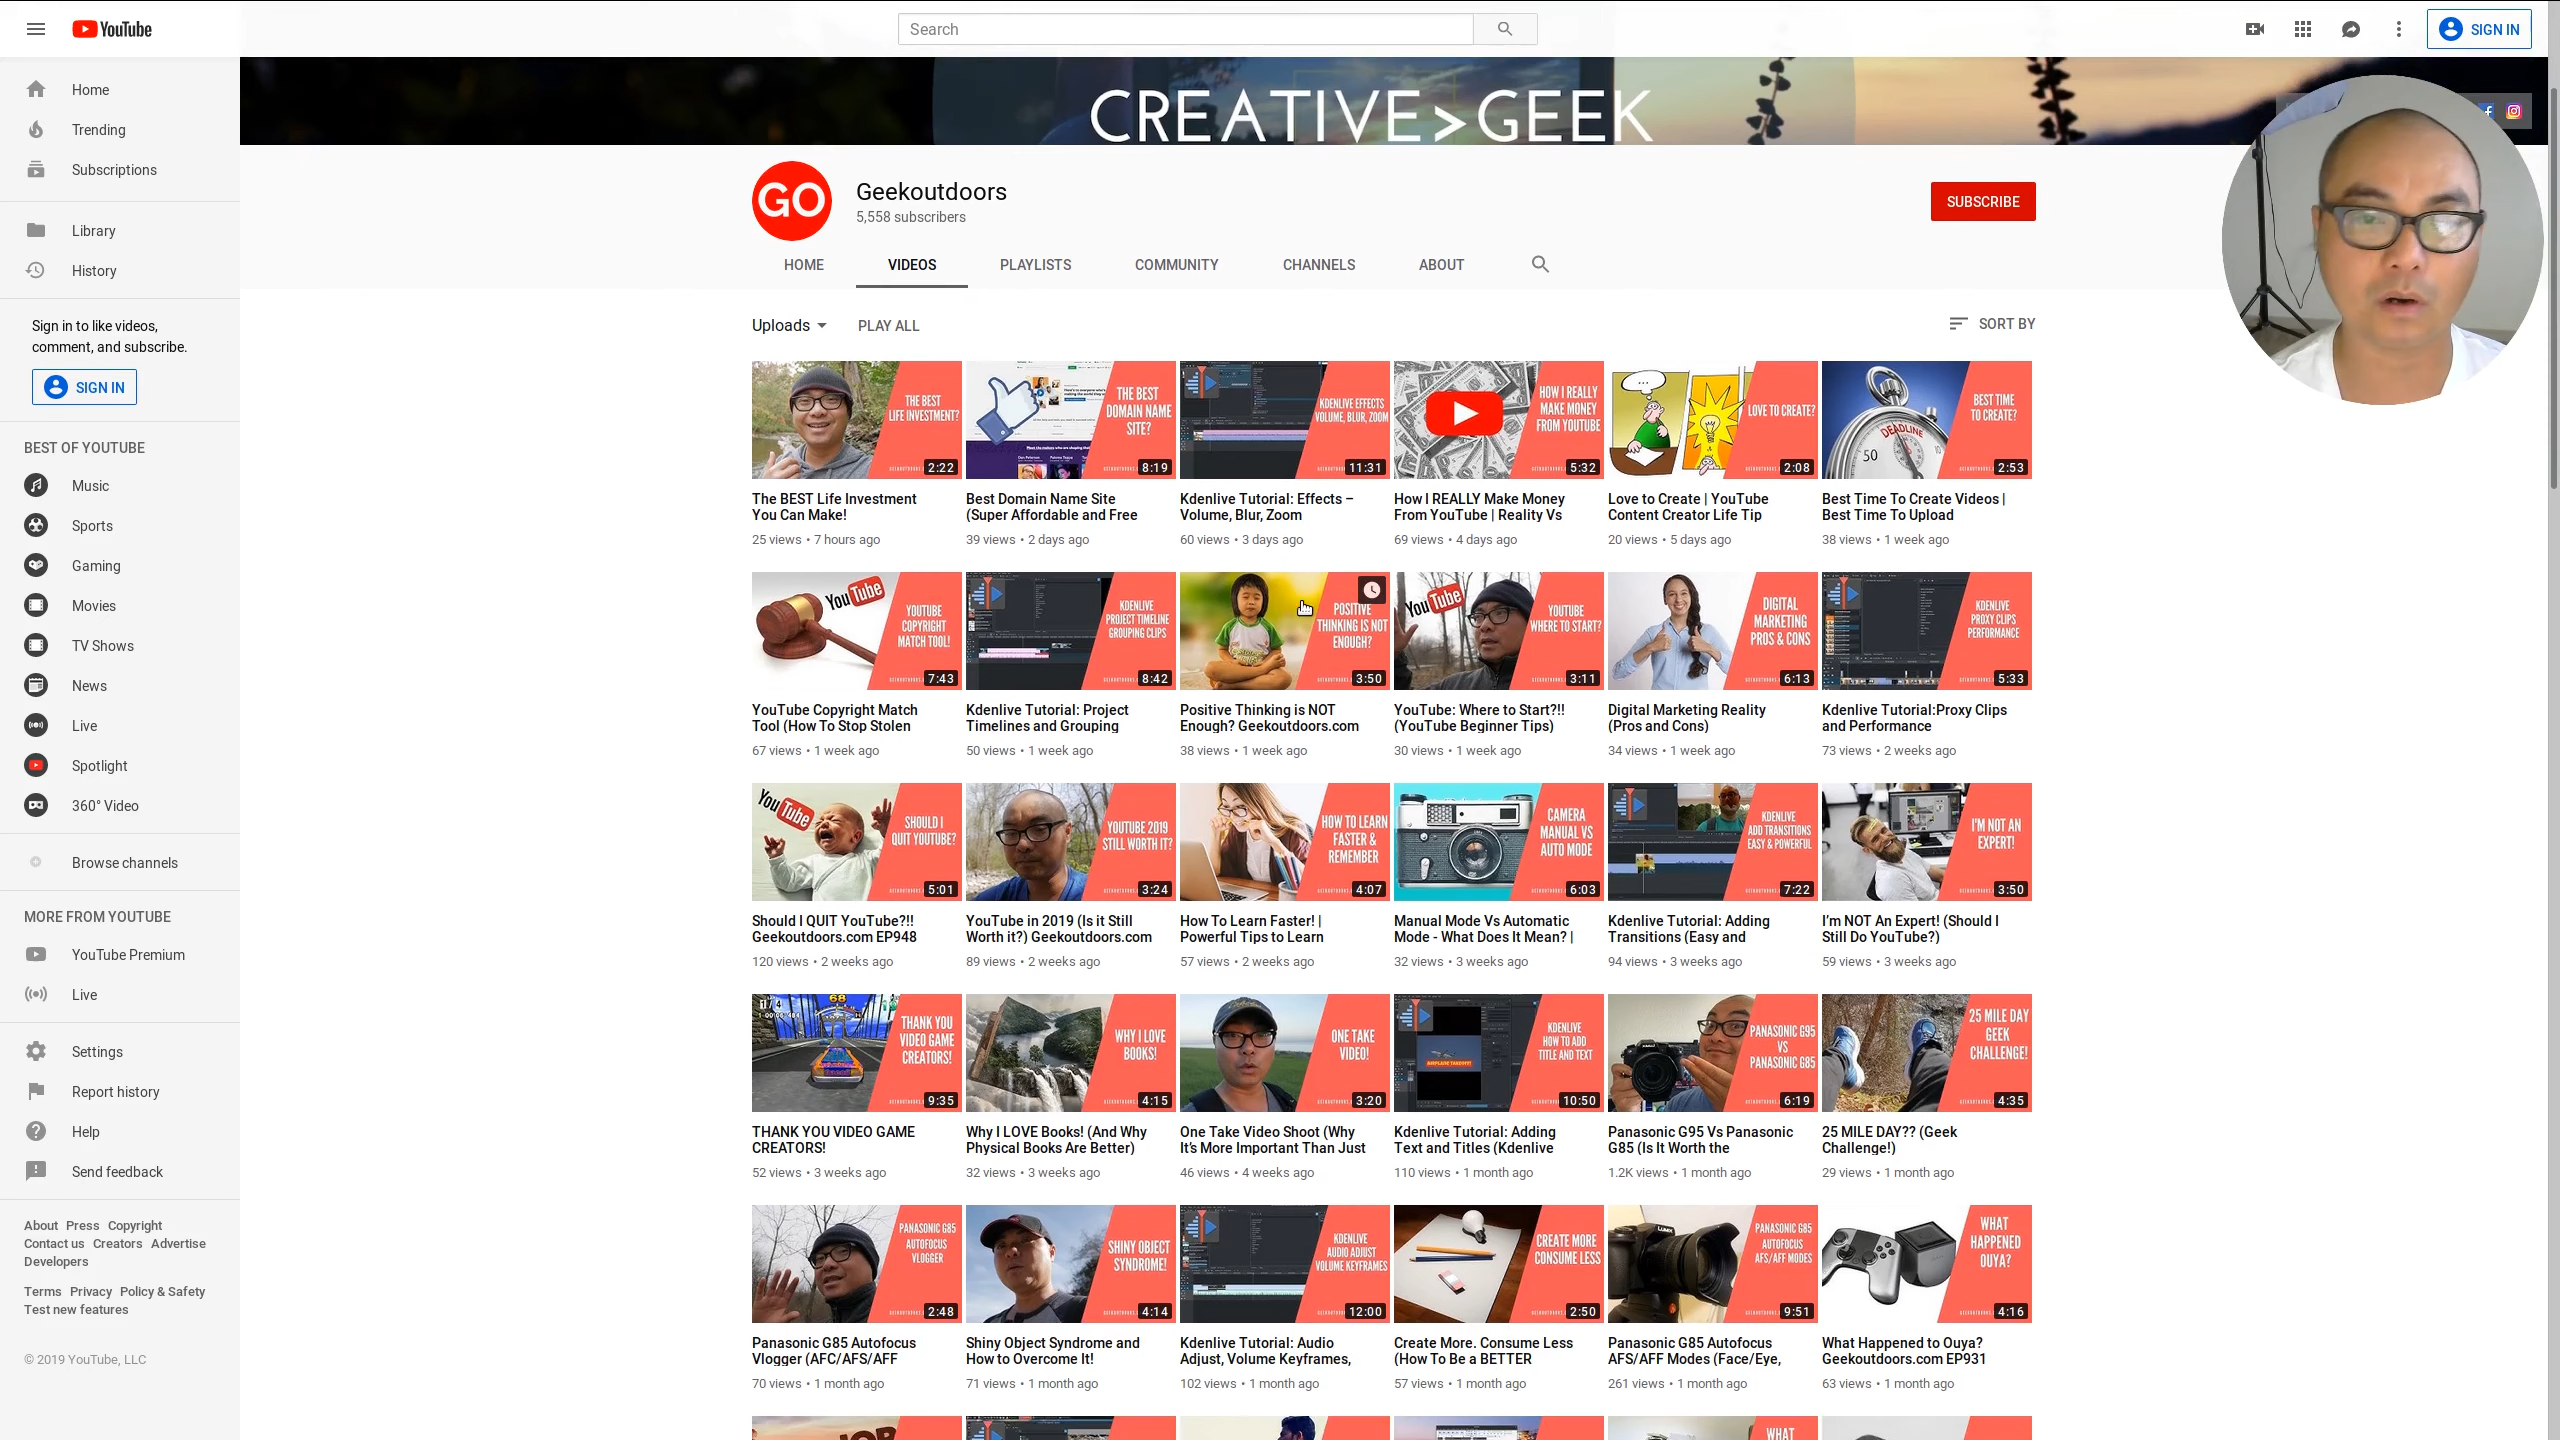 YouTube
Search
SIGN IN
Home
Trending
Subscriptions
Library
History
Sign in to like videos,
comment, and subscribe.
SIGN IN
BEST OF YOUTUBE
Music
Sports
Gaming
Movies
TV Shows
News
Live
Spotlight
360° Video
Browse channels
MORE FROM YOUTUBE
YouTube Premium
Live
Settings
Report history
Help
Send feedback
About Press Copyright
Contact us Creators Advertise
Developers
Terms Privacy Policy & Safety
Test new features
© 2019 YouTube, LLC
CREATIVE>GEEK
GO
Geekoutdoors
5,558 subscribers
SUBSCRIBE
HOME
VIDEOS
PLAYLISTS
COMMUNITY
CHANNELS
ABOUT
Uploads
PLAY ALL
SORT BY
THE BEST
LIFE INVESTMENT?
2:22
The BEST Life Investment
You Can Make!
25 views • 7 hours ago
THE BEST
DOMAIN NAME
SITE?
8:19
Best Domain Name Site
(Super Affordable and Free
39 views • 2 days ago
KDENLIVE EFFECTS
VOLUME, BLUR, ZOOM
11:31
Kdenlive Tutorial: Effects –
Volume, Blur, Zoom
60 views • 3 days ago
HOW I REALLY
MAKE MONEY
FROM YOUTUBE
5:32
How I REALLY Make Money
From YouTube | Reality Vs
69 views • 4 days ago
LOVE TO CREATE?
2:08
Love to Create | YouTube
Content Creator Life Tip
20 views • 5 days ago
DEADLINE
50
BEST TIME
TO CREATE?
2:53
Best Time To Create Videos |
Best Time To Upload
38 views • 1 week ago
YouTube
YOUTUBE
COPYRIGHT
MATCH TOOL!
7:43
YouTube Copyright Match
Tool (How To Stop Stolen
67 views • 1 week ago
KDENLIVE
PROJECT TIMELINE
GROUPING CLIPS
8:42
Kdenlive Tutorial: Project
Timelines and Grouping
50 views • 1 week ago
POSITIVE
THINKING IS NOT
ENOUGH?
3:50
Positive Thinking is NOT
Enough? Geekoutdoors.com
38 views • 1 week ago
YouTube
YOUTUBE
WHERE TO START?
3:11
YouTube: Where to Start?!!
(YouTube Beginner Tips)
30 views • 1 week ago
DIGITAL
MARKETING
PROS & CONS
6:13
Digital Marketing Reality
(Pros and Cons)
34 views • 1 week ago
KDENLIVE
PROXY CLIPS
PERFORMANCE
5:33
Kdenlive Tutorial:Proxy Clips
and Performance
73 views • 2 weeks ago
YouTube
SHOULD I
QUIT YOUTUBE?
5:01
Should I QUIT YouTube?!!
Geekoutdoors.com EP948
120 views • 2 weeks ago
YOUTUBE 2019
STILL WORTH IT?
3:24
YouTube in 2019 (Is it Still
Worth it?) Geekoutdoors.com
89 views • 2 weeks ago
HOW TO LEARN
FASTER &
REMEMBER
4:07
How To Learn Faster! |
Powerful Tips to Learn
57 views • 2 weeks ago
CAMERA
MANUAL VS
AUTO MODE
6:03
Manual Mode Vs Automatic
Mode - What Does It Mean? |
32 views • 3 weeks ago
KDENLIVE
ADD TRANSITIONS
EASY & POWERFUL
7:22
Kdenlive Tutorial: Adding
Transitions (Easy and
94 views • 3 weeks ago
I'M NOT AN
EXPERT!
3:50
I'm NOT An Expert! (Should I
Still Do YouTube?)
59 views • 3 weeks ago
1/4
68
THANK YOU
VIDEO GAME
CREATORS!
9:35
THANK YOU VIDEO GAME
CREATORS!
52 views • 3 weeks ago
WHY I LOVE
BOOKS!
4:15
Why I LOVE Books! (And Why
Physical Books Are Better)
32 views • 3 weeks ago
ONE TAKE
VIDEO!
3:20
One Take Video Shoot (Why
It's More Important Than Just
46 views • 4 weeks ago
KDENLIVE
HOW TO ADD
TITLE AND TEXT
10:50
Kdenlive Tutorial: Adding
Text and Titles (Kdenlive
110 views • 1 month ago
PANASONIC G95
VS
PANASONIC G85
6:19
Panasonic G95 Vs Panasonic
G85 (Is It Worth the
1.2K views • 1 month ago
25 MILE DAY
GEEK
CHALLENGE!
4:35
25 MILE DAY?? (Geek
Challenge!)
29 views • 1 month ago
PANASONIC G85
AUTOFOCUS
VLOGGER
2:48
Panasonic G85 Autofocus
Vlogger (AFC/AFS/AFF
70 views • 1 month ago
SHINY OBJECT
SYNDROME!
4:14
Shiny Object Syndrome and
How to Overcome It!
71 views • 1 month ago
KDENLIVE
AUDIO ADJUST
VOLUME KEYFRAMES
12:00
Kdenlive Tutorial: Audio
Adjust, Volume Keyframes,
102 views • 1 month ago
CREATE MORE
CONSUME LESS
2:50
Create More. Consume Less
(How To Be a BETTER
57 views • 1 month ago
LUMIX
PANASONIC G85
AUTOFOCUS
AFS/AFF MODES
9:51
Panasonic G85 Autofocus
AFS/AFF Modes (Face/Eye,
261 views • 1 month ago
WHAT
HAPPENED
OUYA?
4:16
What Happened to Ouya?
Geekoutdoors.com EP931
63 views • 1 month ago
JOB
WHAT